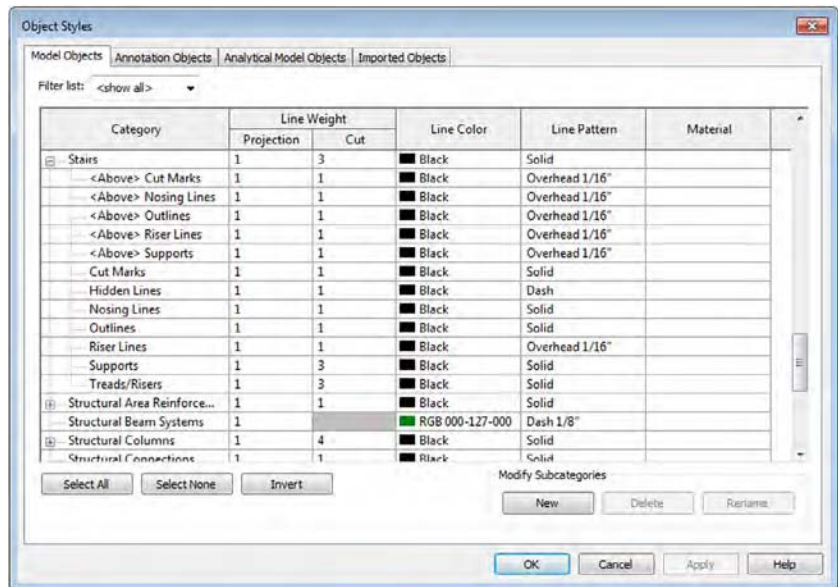 Object Styles
Model Objects Annotation Objects Analytical Model Objects Imported Objects
Filter list: <show all>
Category Line Weight Line Color Line Pattern Material
Projection Cut
Stairs 1 3 Black Solid
<Above> Cut Marks 1 1 Black Overhead 1/16"
<Above> Nosing Lines 1 1 Black Overhead 1/16"
<Above> Outlines 1 1 Black Overhead 1/16"
<Above> Riser Lines 1 1 Black Overhead 1/16"
<Above> Supports 1 1 Black Overhead 1/16"
Cut Marks 1 1 Black Solid
Hidden Lines 1 1 Black Dash
Nosing Lines 1 1 Black Solid
Outlines 1 1 Black Solid
Riser Lines 1 1 Black Overhead 1/16"
Supports 1 3 Black Solid
Treads/Risers 1 3 Black Solid
Structural Area Reinforce... 1 1 Black Solid
Structural Beam Systems 1 RGB 000-127-000 Dash 1/8"
Structural Columns 1 4 Black Solid
Structural Connections 1 1 Black Solid
Select All Select None Invert
Modify Subcategories
New Delete Rename
OK Cancel Apply Help